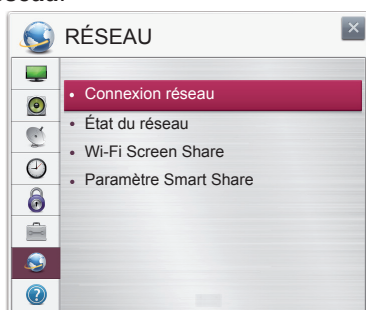 RÉSEAU
• Connexion réseau
• État du réseau
• Wi-Fi Screen Share
• Paramètre Smart Share